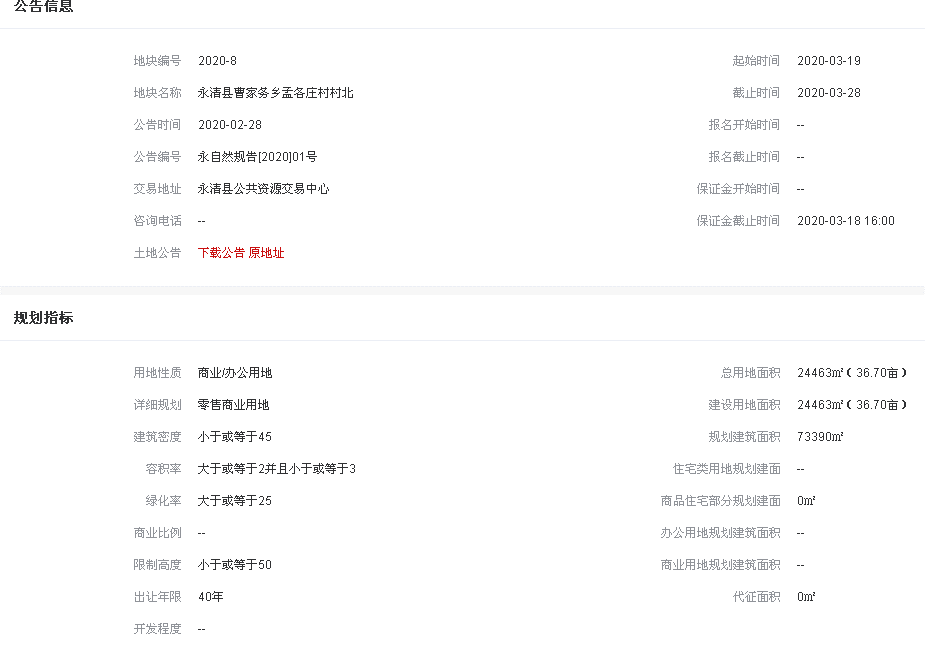 公告信息
地块编号 2020-8 起始时间 2020-03-19
地块名称 永清县曹家务乡孟各庄村村北 截止时间 2020-03-28
公告时间 2020-02-28 报名开始时间 --
公告编号 永自然规告[2020]01号 报名截止时间 --
交易地址 永清县公共资源交易中心 保证金开始时间 --
咨询电话 -- 保证金截止时间 2020-03-18 16:00
土地公告 下载公告 原地址
规划指标
用地性质 商业/办公用地 总用地面积 24463㎡（36.70亩）
详细规划 零售商业用地 建设用地面积 24463㎡（36.70亩）
建筑密度 小于或等于45 规划建筑面积 73390㎡
容积率 大于或等于2并且小于或等于3 住宅类用地规划建面 --
绿化率 大于或等于25 商品住宅部分规划建面 0㎡
商业比例 -- 办公用地规划建筑面积 --
限制高度 小于或等于50 商业用地规划建筑面积 --
出让年限 40年 代征面积 0㎡
开发程度 --